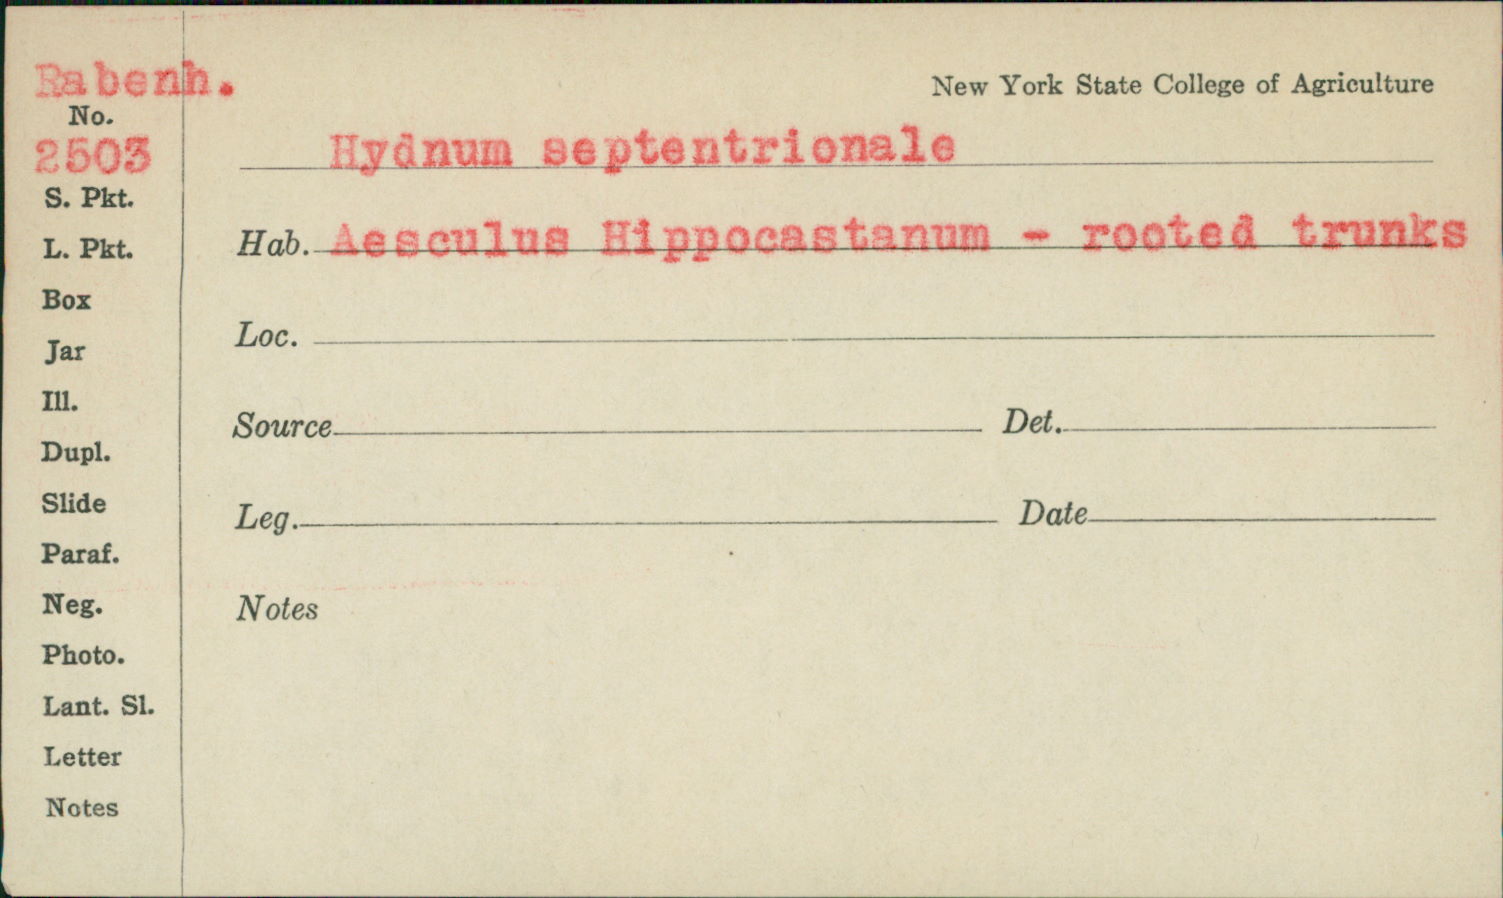 Rabenh.
New York State College of Agriculture
No.
2503
Hydnum septentrionale
S. Pkt.
Hab. Aesculus Hippocastanum - rooted trunks
L. Pkt.
Box
Loc.
Jar
Ill.
Source Det.
Dupl.
Slide
Leg. Date
Paraf.
Neg.
Notes
Photo.
Lant. Sl.
Letter
Notes